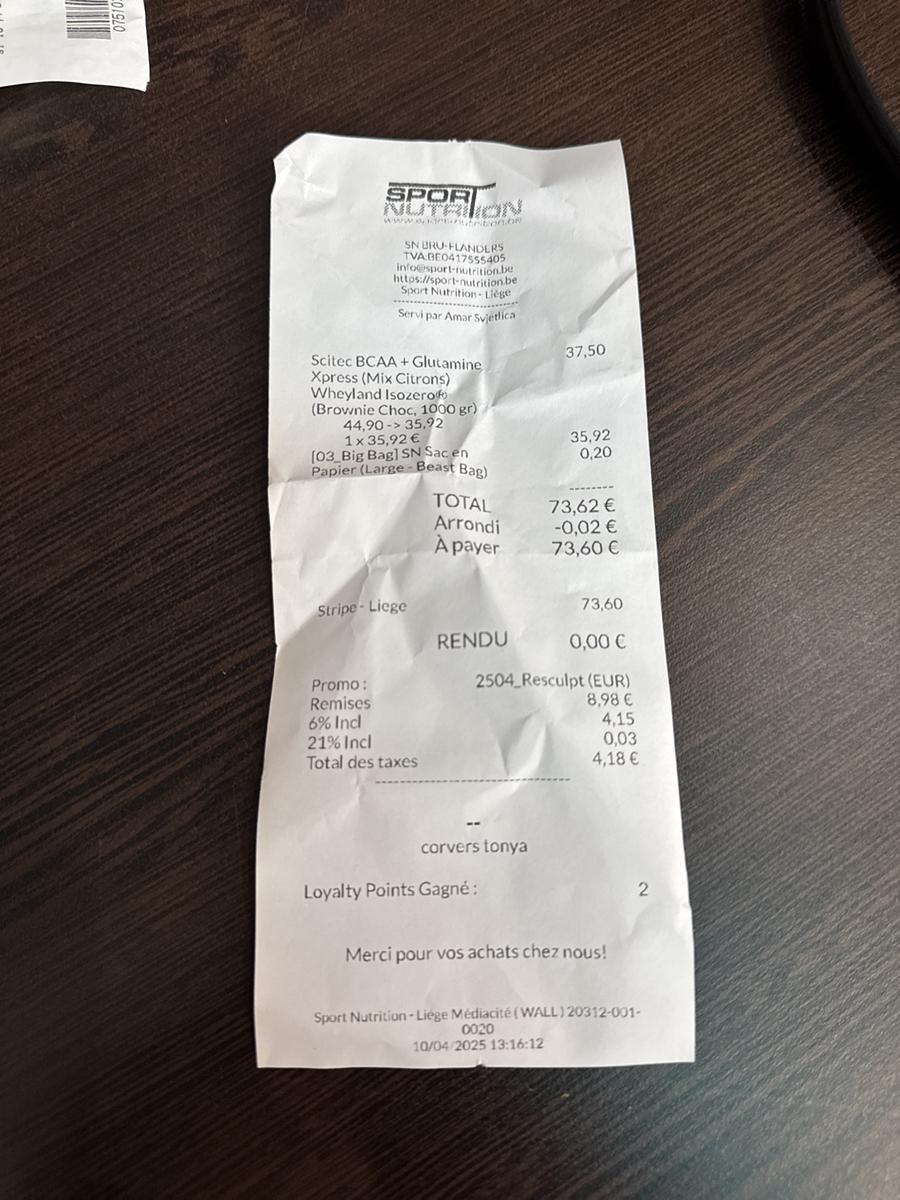 07510
SPORT
NUTRITION
www.sport-nutrition.be
SN BRU-FLANDERS
TVA:BE0417555405
info@sport-nutrition.be
https://sport-nutrition.be
Sport Nutrition - Liège
Servi par Amar Svjetlica
Scitec BCAA + Glutamine 37,50
Xpress (Mix Citrons)
Wheyland Isozero®
(Brownie Choc, 1000 gr)
44,90 -> 35,92
1 x 35,92 € 35,92
[03_Big Bag] SN Sac en 0,20
Papier (Large - Beast Bag)
--------
TOTAL 73,62 €
Arrondi -0,02 €
À payer 73,60 €
Stripe - Liege 73,60
RENDU 0,00 €
Promo : 2504_Resculpt (EUR)
Remises 8,98 €
6% Incl 4,15
21% Incl 0,03
Total des taxes 4,18 €
--------------------------------
--
corvers tonya
Loyalty Points Gagné : 2
Merci pour vos achats chez nous!
Sport Nutrition - Liége Médiacité ( WALL ) 20312-001-
0020
10/04/2025 13:16:12